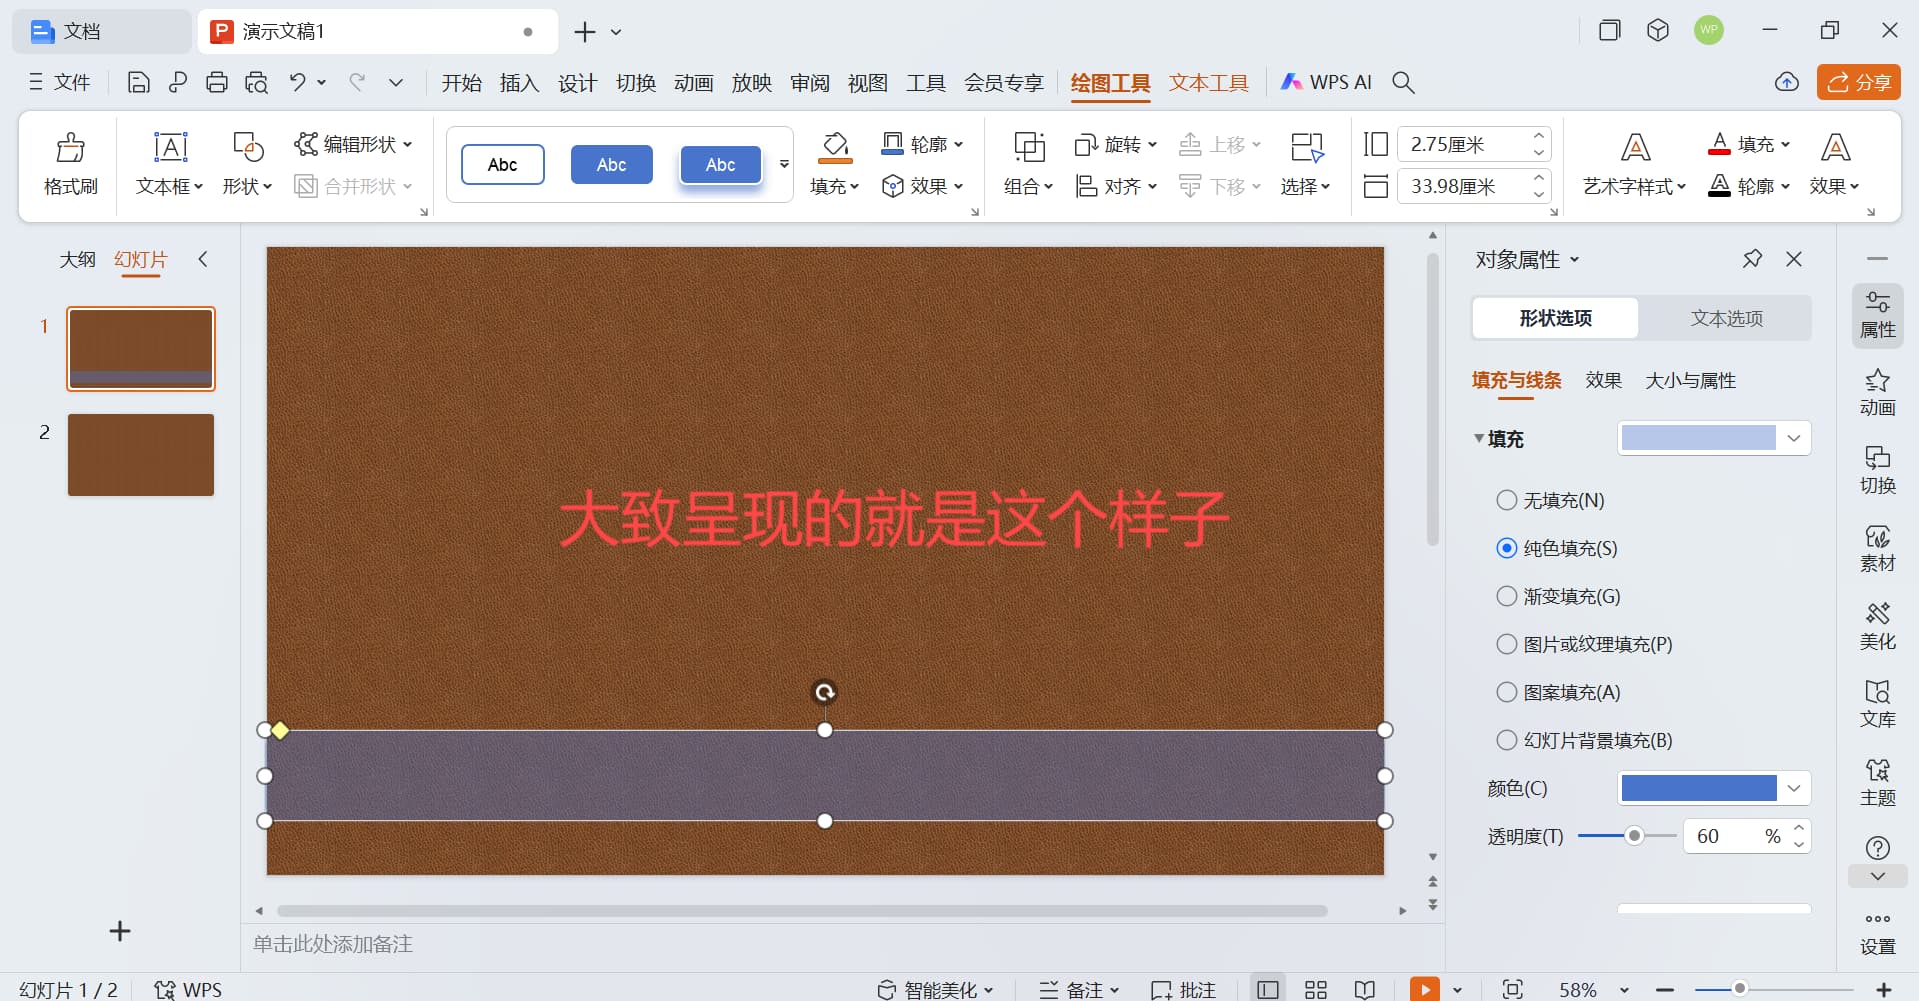 文档
演示文稿1
WP
文件
开始 插入 设计 切换 动画 放映 审阅 视图 工具 会员专享 绘图工具 文本工具 WPS AI
分享
格式刷
文本框
形状
编辑形状
合并形状
Abc Abc Abc
填充
轮廓
效果
组合
旋转
对齐
上移
下移
选择
2.75厘米
33.98厘米
艺术字样式
填充
轮廓
效果
大纲 幻灯片
1
2
大致呈现的就是这个样子
单击此处添加备注
对象属性
形状选项 文本选项
填充与线条 效果 大小与属性
填充
无填充(N)
纯色填充(S)
渐变填充(G)
图片或纹理填充(P)
图案填充(A)
幻灯片背景填充(B)
颜色(C)
透明度(T) 60 %
属性
动画
切换
素材
美化
文库
主题
设置
幻灯片 1 / 2 WPS 智能美化 备注 批注 58%